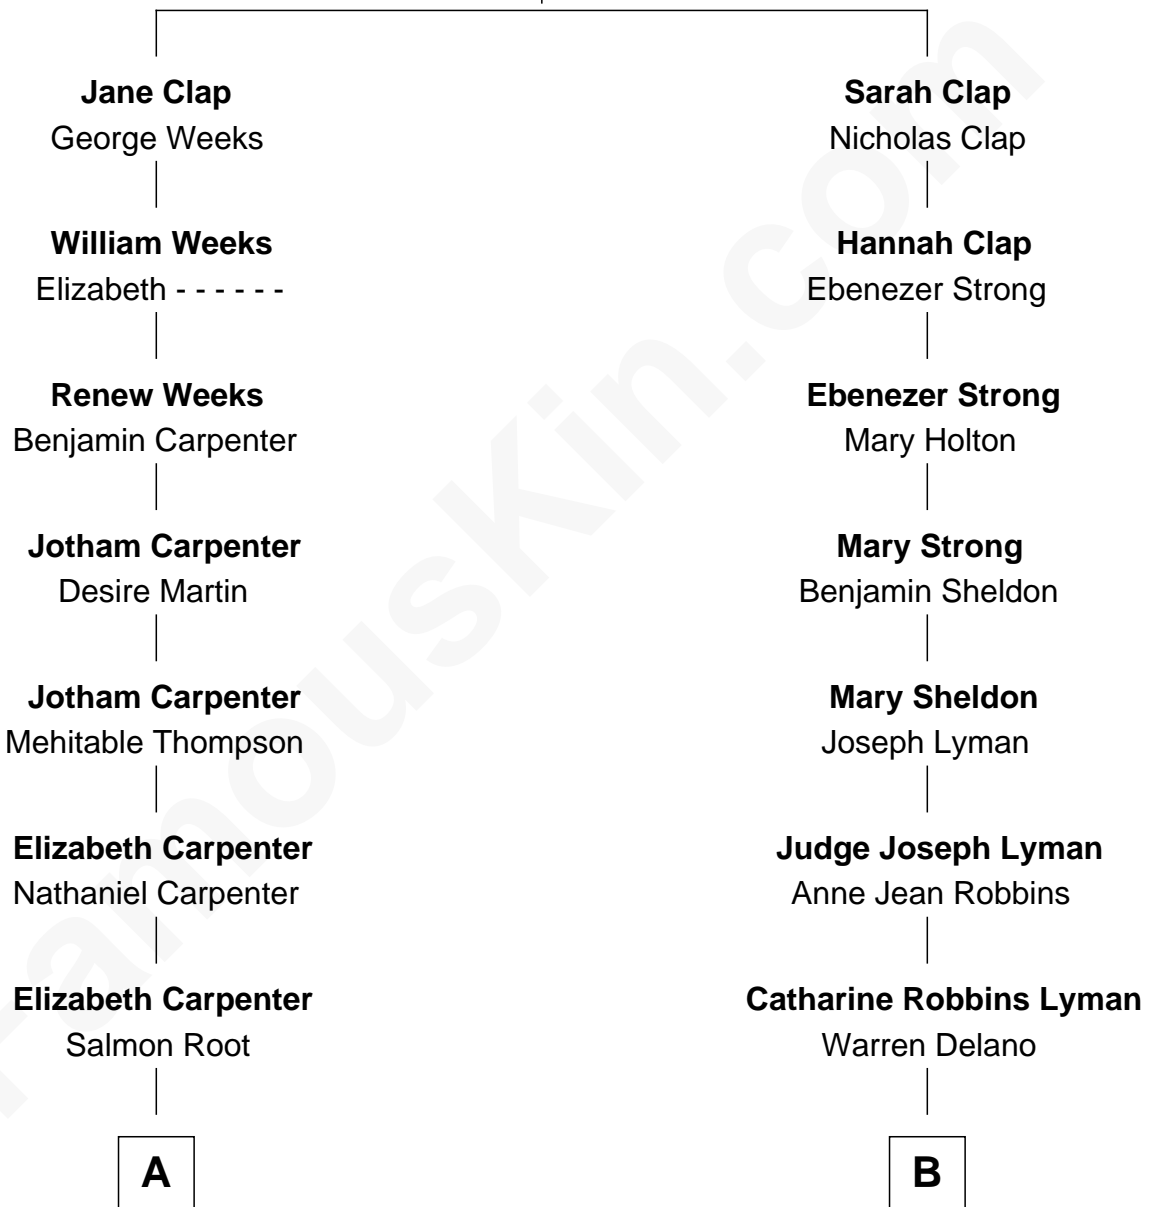 Jane Clap
George Weeks
Sarah Clap
Nicholas Clap
William Weeks
Elizabeth - - - - - -
Hannah Clap
Ebenezer Strong
Renew Weeks
Benjamin Carpenter
Ebenezer Strong
Mary Holton
Jotham Carpenter
Desire Martin
Mary Strong
Benjamin Sheldon
Jotham Carpenter
Mehitable Thompson
Mary Sheldon
Joseph Lyman
Elizabeth Carpenter
Nathaniel Carpenter
Judge Joseph Lyman
Anne Jean Robbins
Elizabeth Carpenter
Salmon Root
Catharine Robbins Lyman
Warren Delano
A
B
FamousKin.com